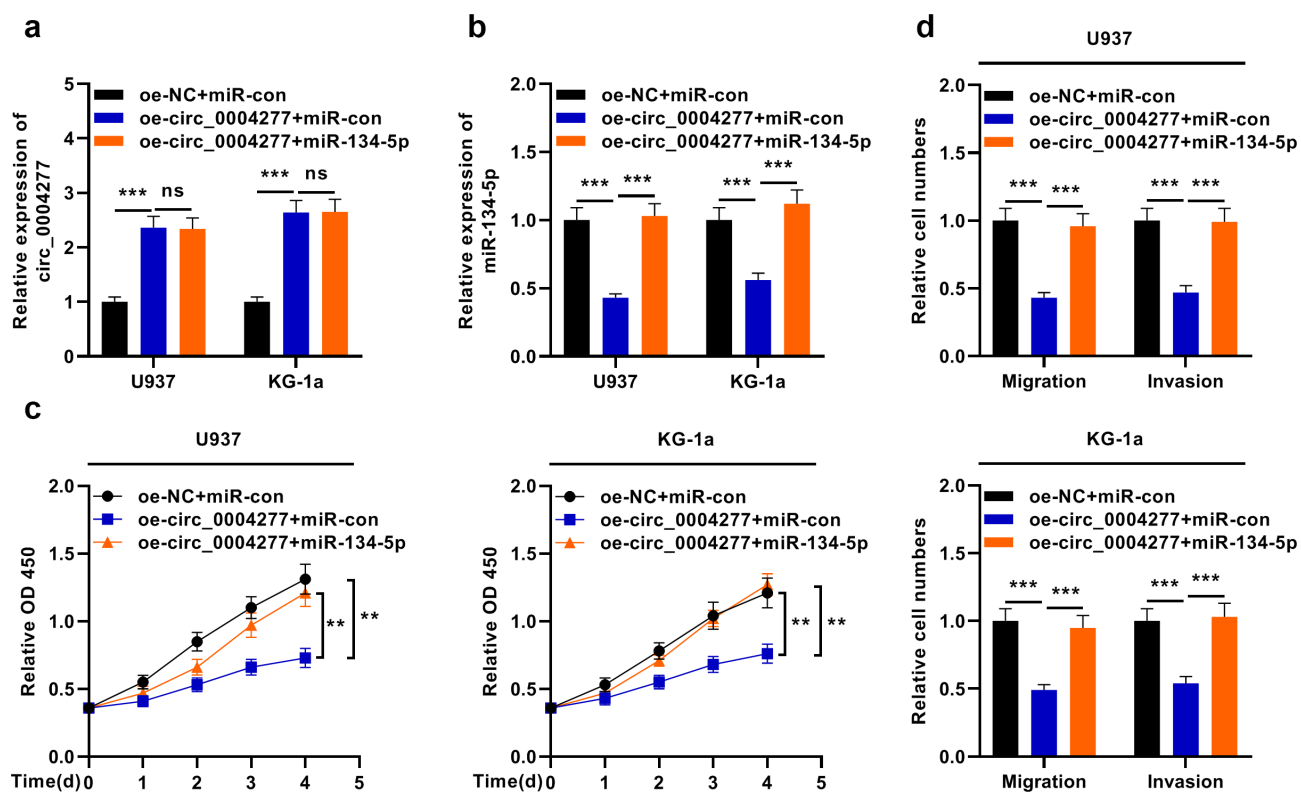 a
Relative expression of
circ_0004277
5
4
3
2
1
0
oe-NC+miR-con
oe-circ_0004277+miR-con
oe-circ_0004277+miR-134-5p
*** ns *** ns
U937 KG-1a
b
Relative expression of
miR-134-5p
2.0
1.5
1.0
0.5
0.0
oe-NC+miR-con
oe-circ_0004277+miR-con
oe-circ_0004277+miR-134-5p
*** *** *** ***
U937 KG-1a
d
U937
Relative cell numbers
2.0
1.5
1.0
0.5
0.0
oe-NC+miR-con
oe-circ_0004277+miR-con
oe-circ_0004277+miR-134-5p
*** *** *** ***
Migration Invasion
c
U937
Relative OD 450
2.0
1.5
1.0
0.5
0.0
oe-NC+miR-con
oe-circ_0004277+miR-con
oe-circ_0004277+miR-134-5p
** **
Time(d) 0 1 2 3 4 5
KG-1a
Relative OD 450
2.0
1.5
1.0
0.5
0.0
oe-NC+miR-con
oe-circ_0004277+miR-con
oe-circ_0004277+miR-134-5p
** **
Time(d) 0 1 2 3 4 5
KG-1a
Relative cell numbers
2.0
1.5
1.0
0.5
0.0
oe-NC+miR-con
oe-circ_0004277+miR-con
oe-circ_0004277+miR-134-5p
*** *** *** ***
Migration Invasion